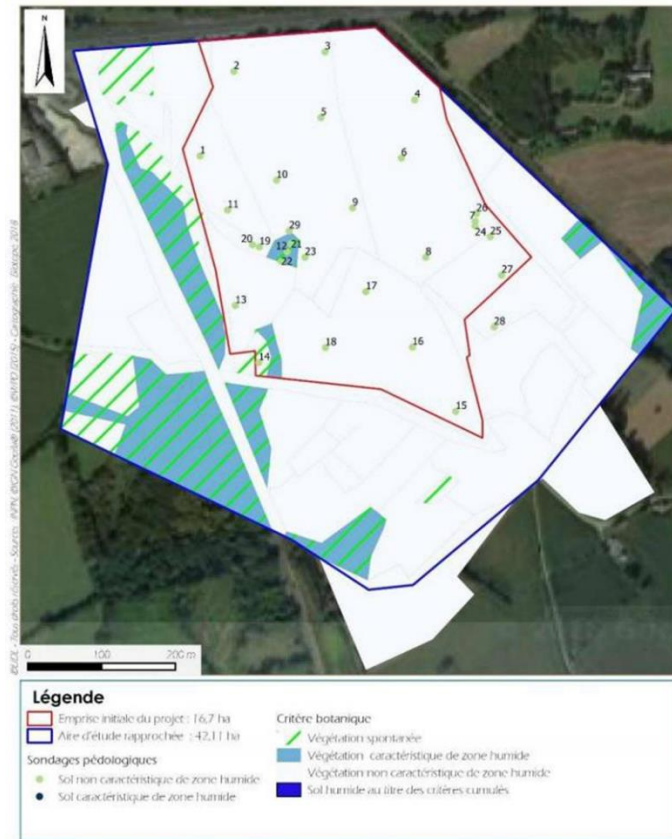 N
3
2
4
5
1
6
10
11
9
26
7
29
24
25
20
19
12
21
23
22
8
27
13
17
28
18
16
14
15
0 100 200 m
Légende
Emprise initiale du projet : 16,7 ha
Aire d'étude rapprochée : 42,11 ha
Sondages pédologiques
Sol non caractéristique de zone humide
Sol caractéristique de zone humide
Critère botanique
Végétation spontanée
Végétation caractéristique de zone humide
Végétation non caractéristique de zone humide
Sol humide au titre des critères cumulés